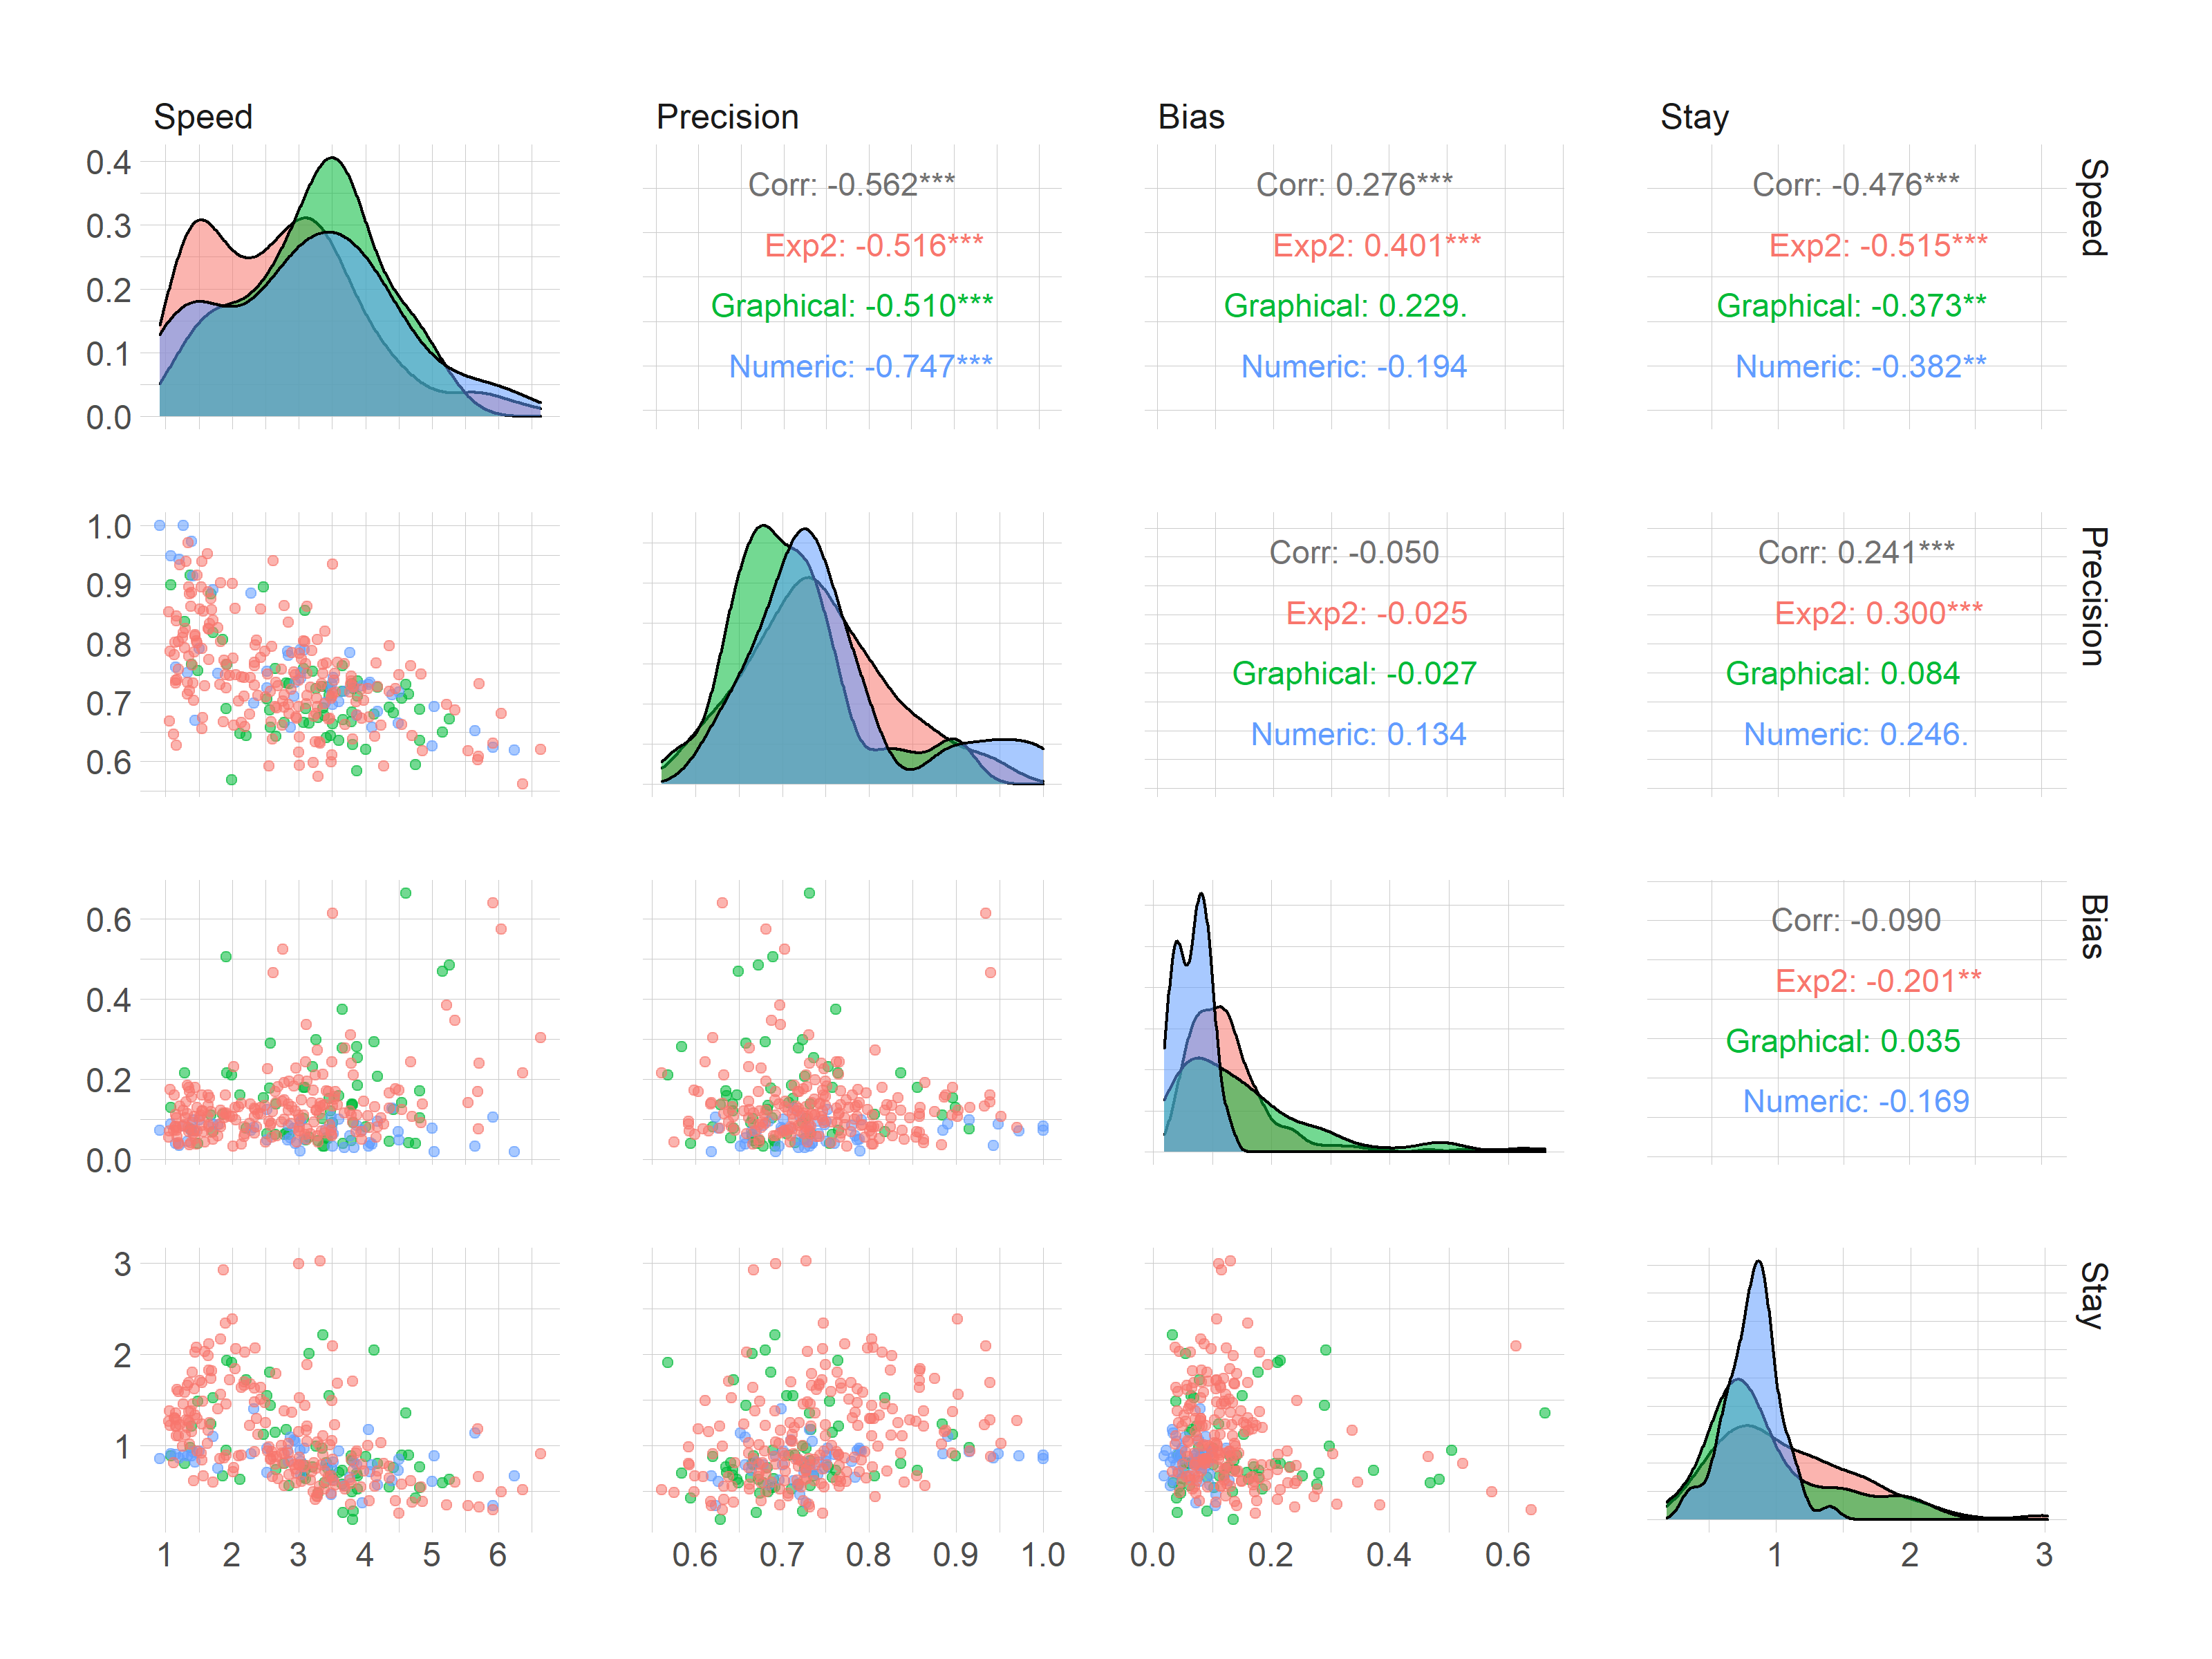 Speed
Precision
Bias
Stay
0.4
0.3
0.2
0.1
0.0
Corr: -0.562***
Exp2: -0.516***
Graphical: -0.510***
Numeric: -0.747***
Corr: 0.276***
Exp2: 0.401***
Graphical: 0.229.
Numeric: -0.194
Corr: -0.476***
Exp2: -0.515***
Graphical: -0.373**
Numeric: -0.382**
Speed
1.0
0.9
0.8
0.7
0.6
Corr: -0.050
Exp2: -0.025
Graphical: -0.027
Numeric: 0.134
Corr: 0.241***
Exp2: 0.300***
Graphical: 0.084
Numeric: 0.246.
Precision
0.6
0.4
0.2
0.0
Corr: -0.090
Exp2: -0.201**
Graphical: 0.035
Numeric: -0.169
Bias
3
2
1
Stay
1 2 3 4 5 6
0.6 0.7 0.8 0.9 1.0
0.0 0.2 0.4 0.6
1 2 3